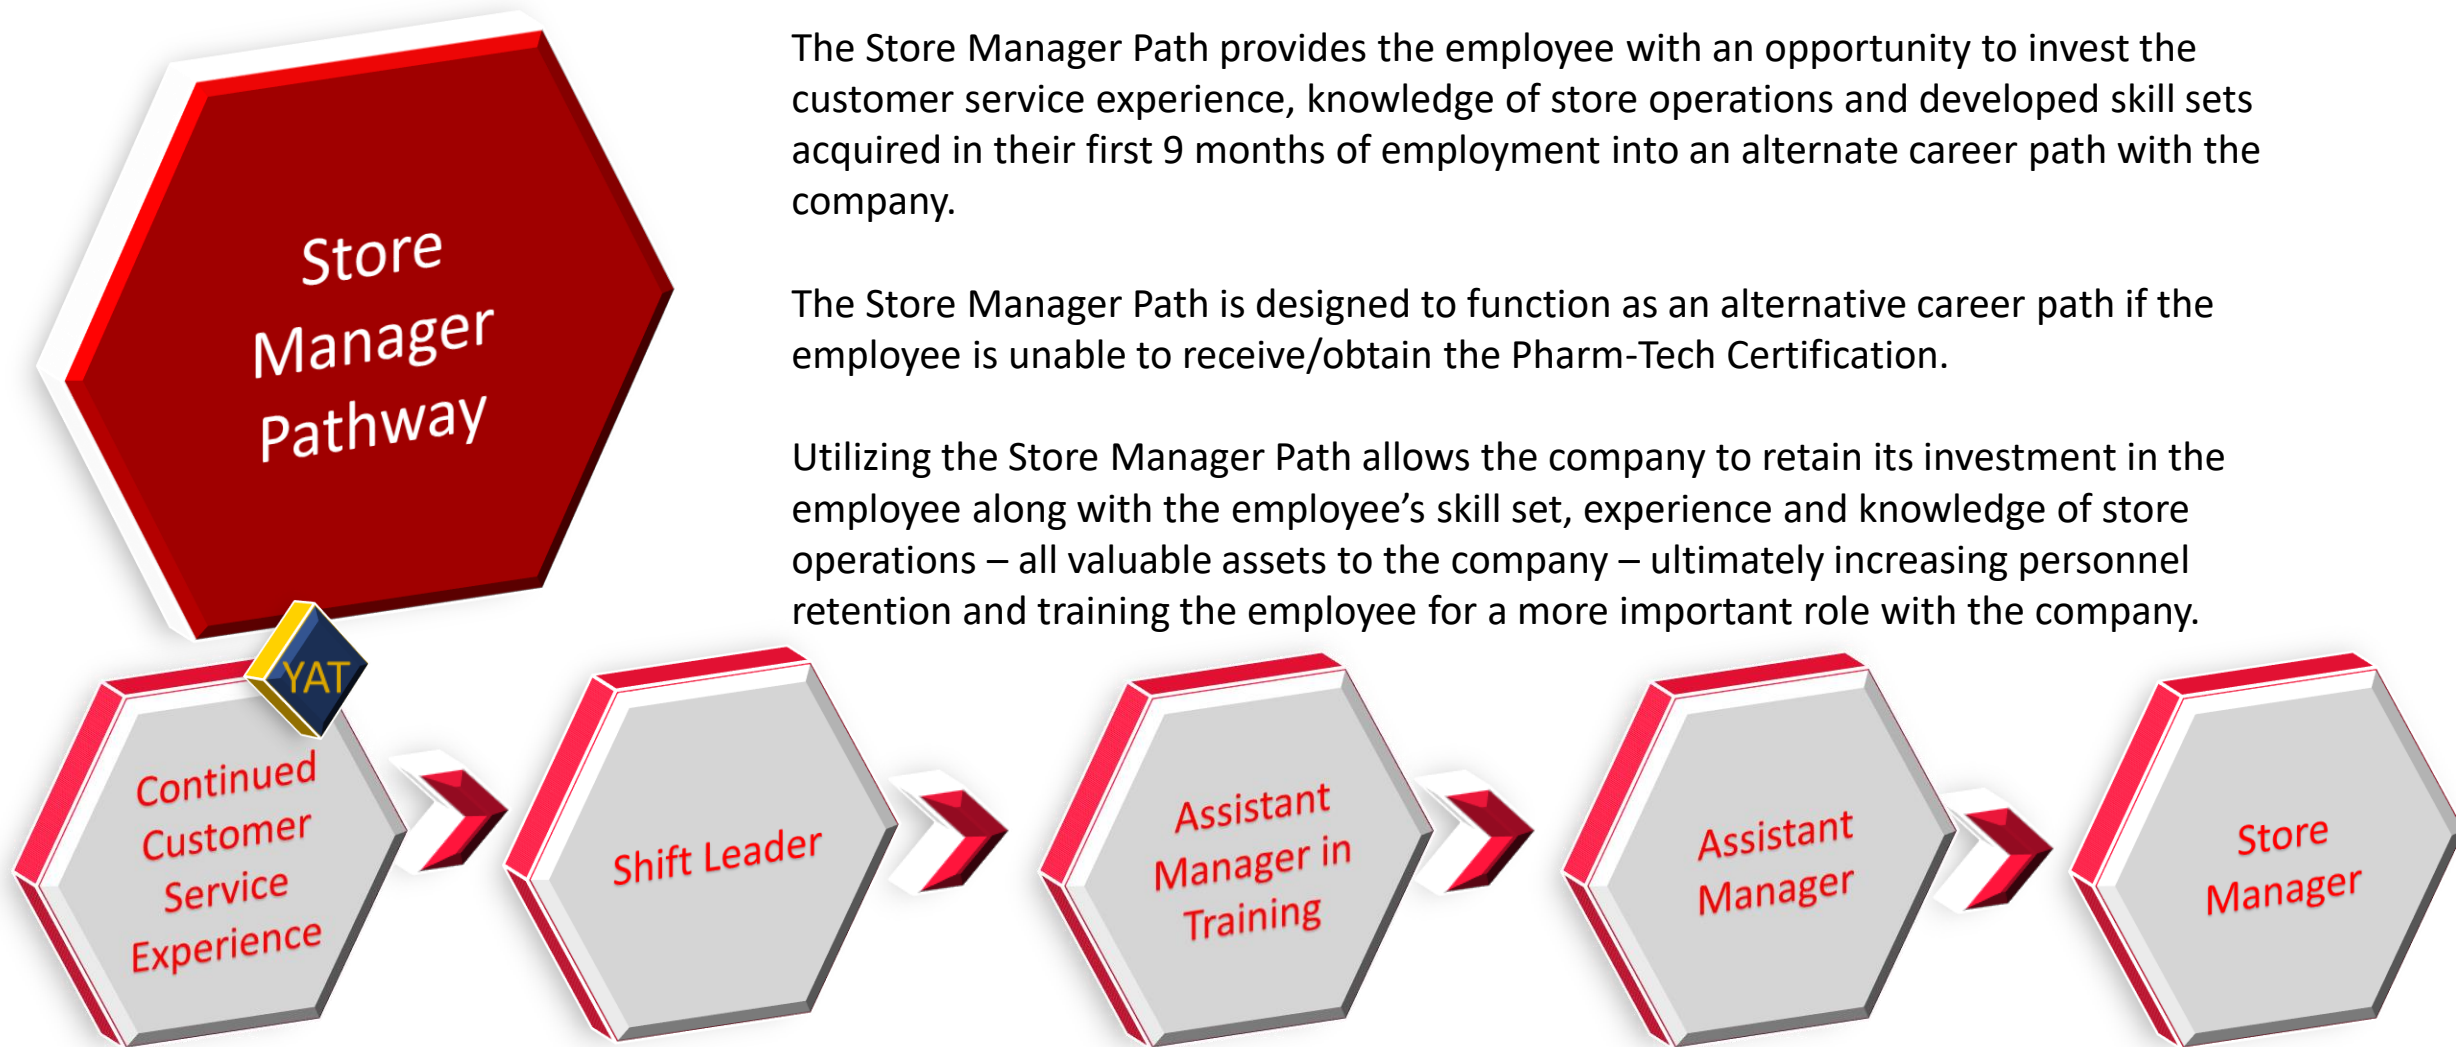 Store
Manager
Pathway
The Store Manager Path provides the employee with an opportunity to invest the
customer service experience, knowledge of store operations and developed skill sets
acquired in their first 9 months of employment into an alternate career path with the
company.
The Store Manager Path is designed to function as an alternative career path if the
employee is unable to receive/obtain the Pharm-Tech Certification.
Utilizing the Store Manager Path allows the company to retain its investment in the
employee along with the employee’s skill set, experience and knowledge of store
operations – all valuable assets to the company – ultimately increasing personnel
retention and training the employee for a more important role with the company.
YAT
Continued
Customer
Service
Experience
Shift Leader
Assistant
Manager in
Training
Assistant
Manager
Store
Manager